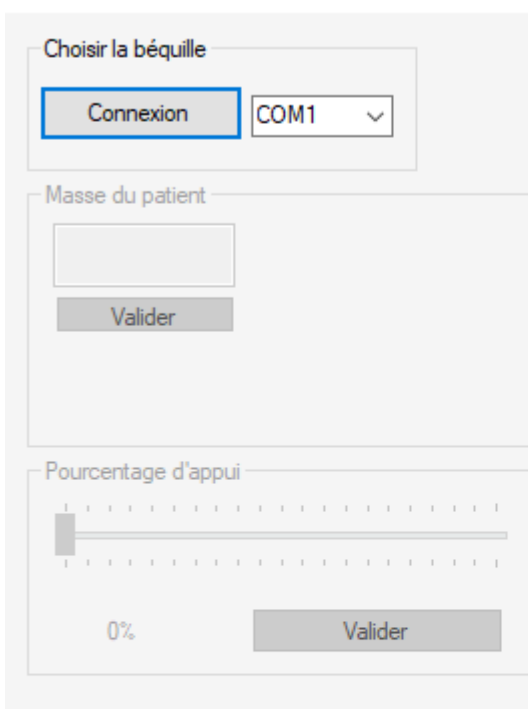 Choisir la béquille
Connexion COM1
Masse du patient
Valider
Pourcentage d'appui
0% Valider